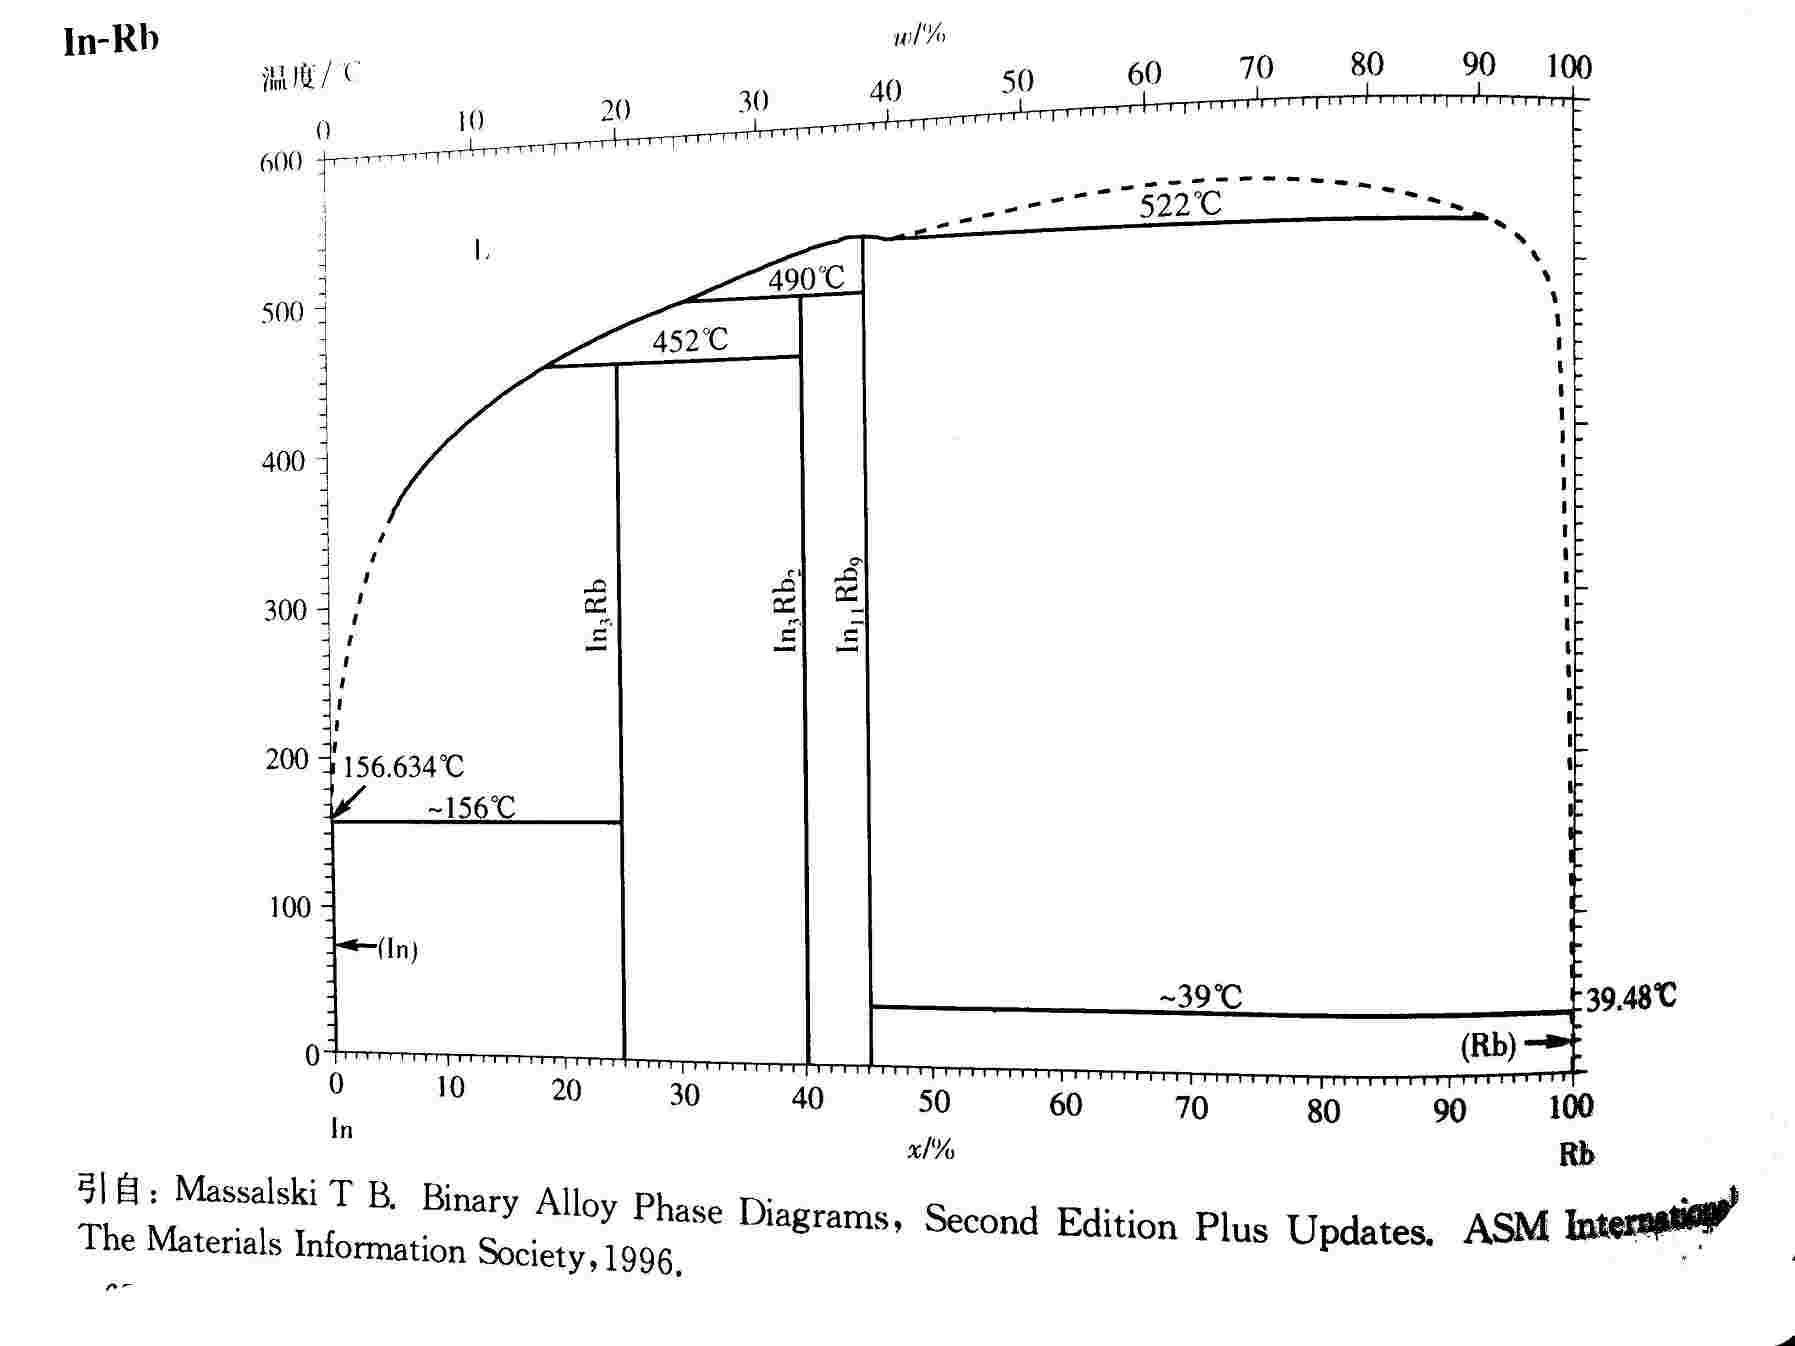 In-Rb
w/%
温度/℃
0 10 20 30 40 50 60 70 80 90 100
600
L
522℃
490℃
500
452℃
400
In₃Rb
In₃Rb₂
In₁₁Rb₉
300
200
156.634℃
~156℃
100
(In)
~39℃
39.48℃
(Rb)
0
0 10 20 30 40 50 60 70 80 90 100
In
x/%
Rb
引自: Massalski T B. Binary Alloy Phase Diagrams, Second Edition Plus Updates. ASM International
The Materials Information Society, 1996.